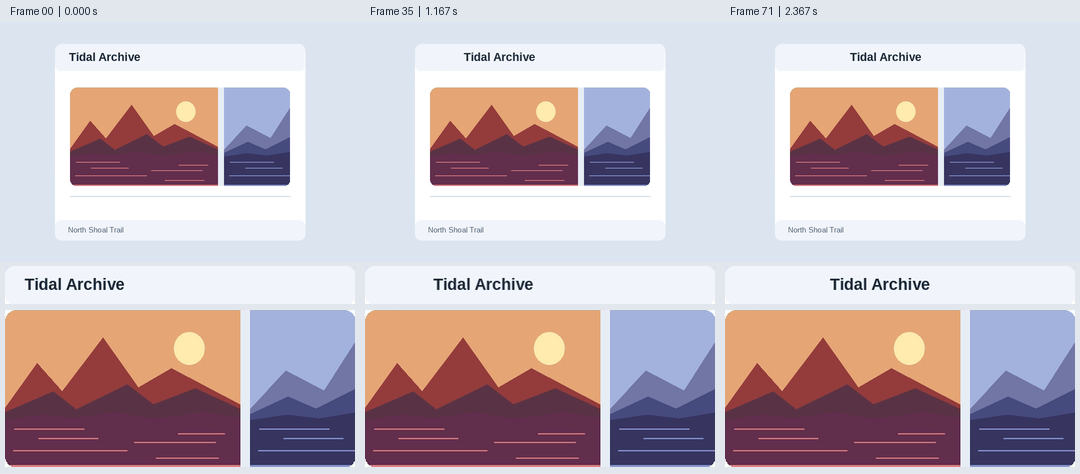 Frame 00 | 0.000 s
Frame 35 | 1.167 s
Frame 71 | 2.367 s
Tidal Archive
Tidal Archive
Tidal Archive
North Shoal Trail
North Shoal Trail
North Shoal Trail
Tidal Archive
Tidal Archive
Tidal Archive